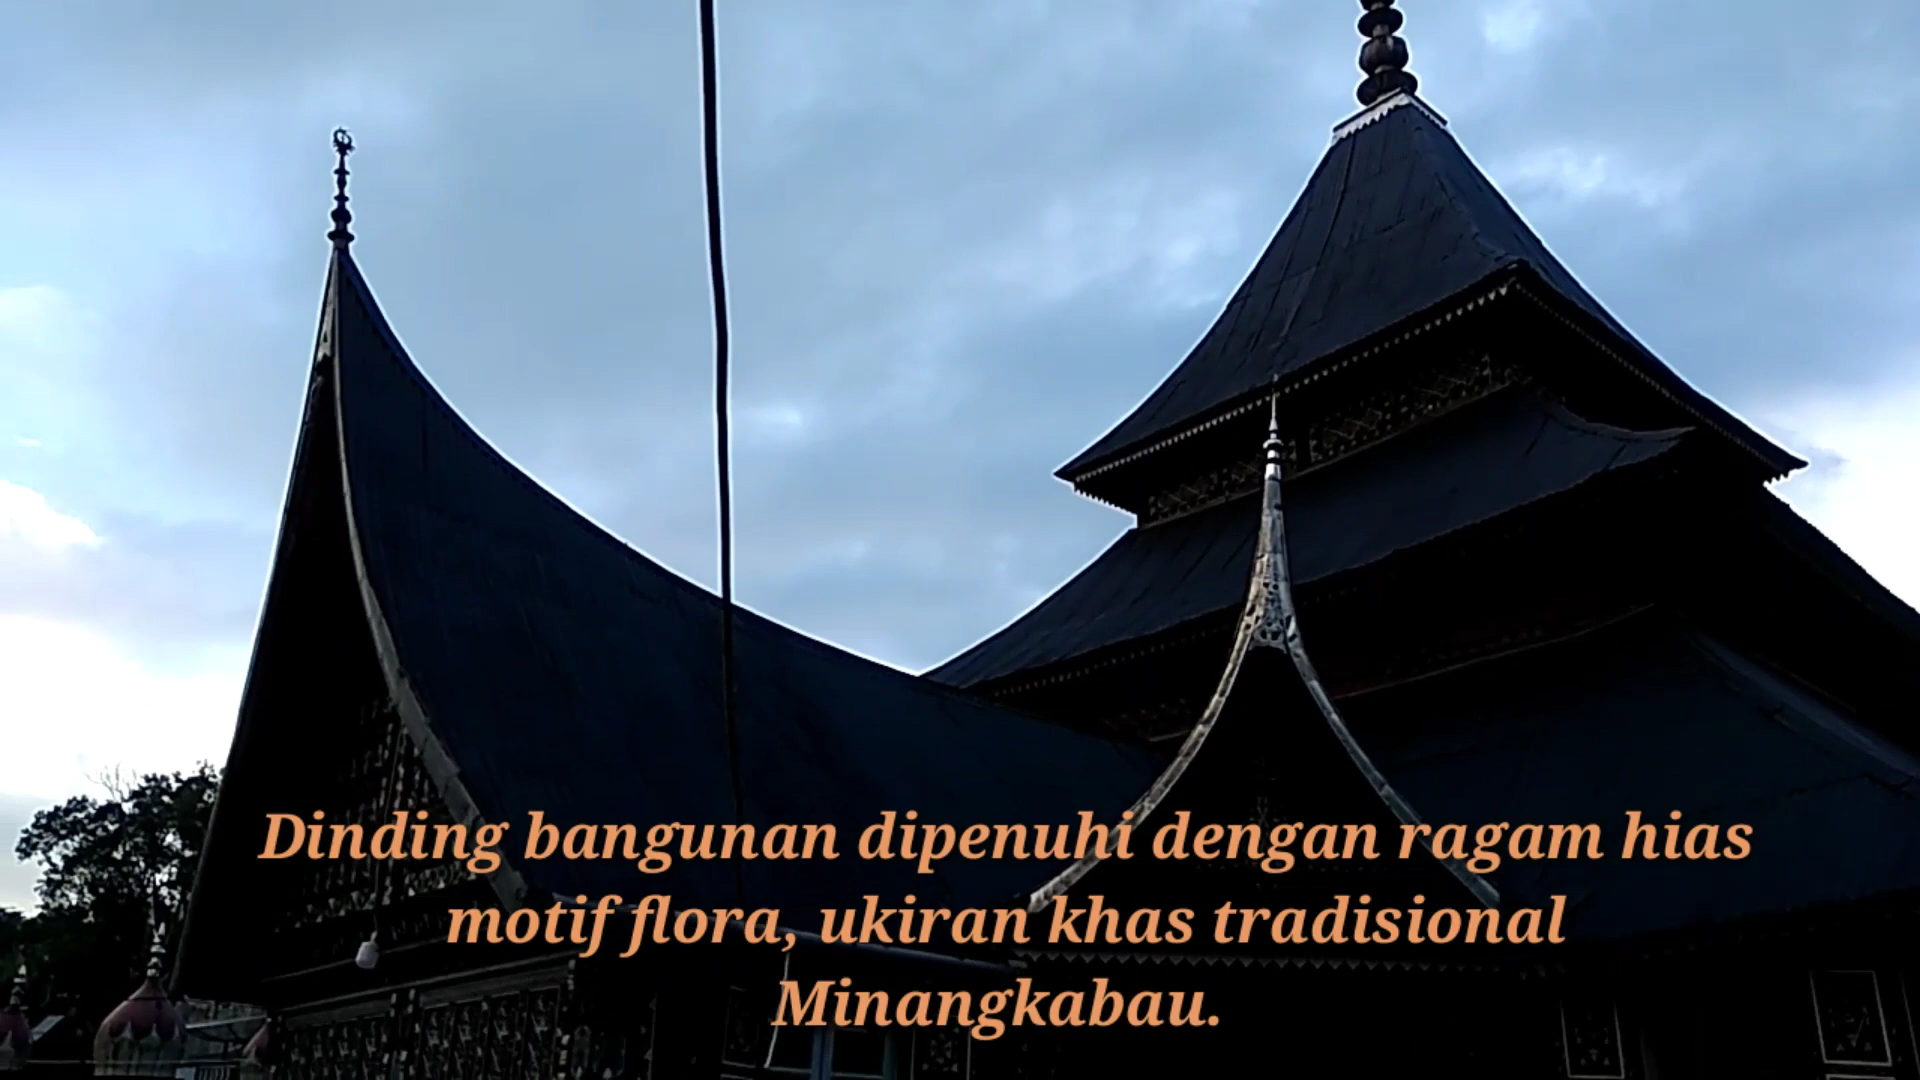 Dinding bangunan dipenuhi dengan ragam hias
motif flora, ukiran khas tradisional
Minangkabau.